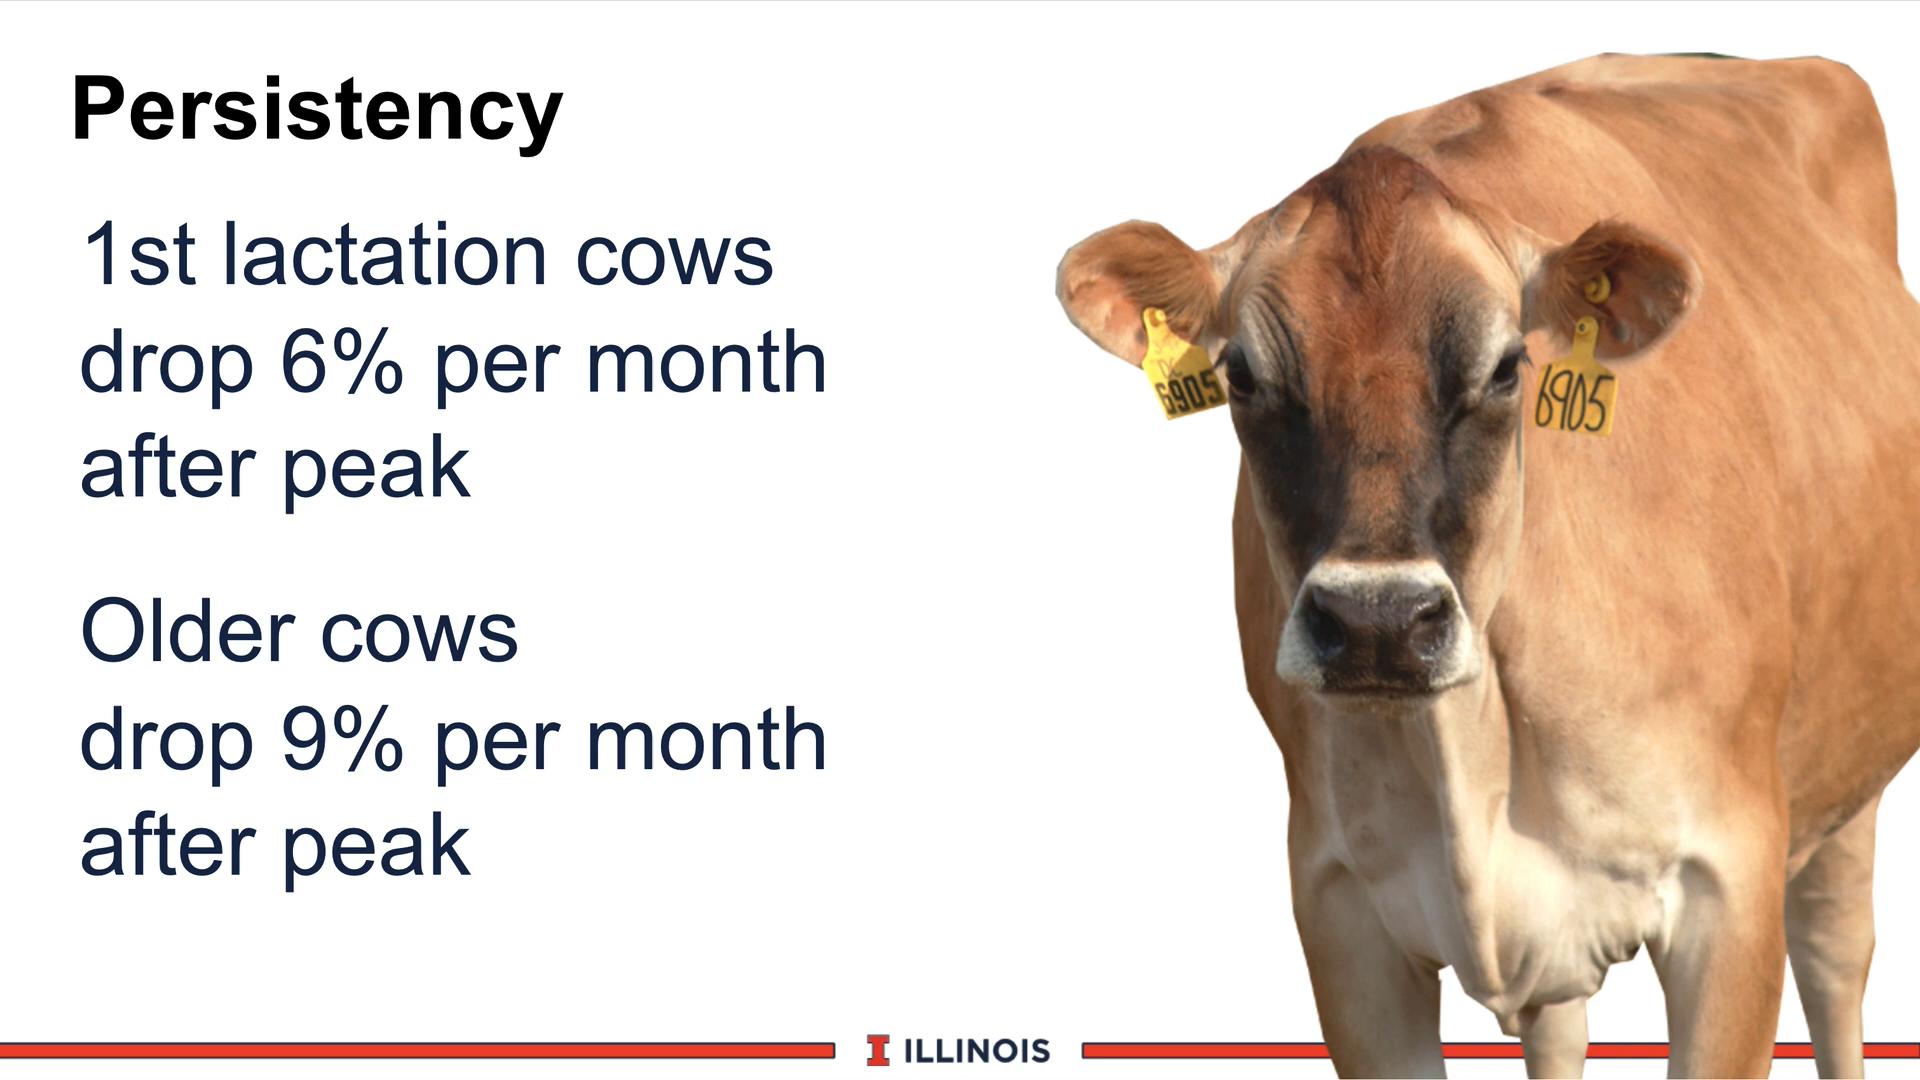 Persistency
1st lactation cows
drop 6% per month
after peak
Older cows
drop 9% per month
after peak
6905
6905
I ILLINOIS